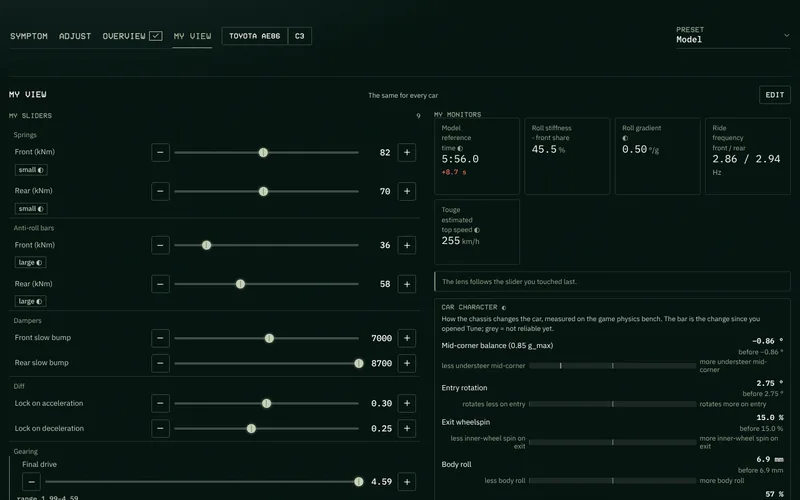 SYMPTOM ADJUST OVERVIEW MY VIEW TOYOTA AE86 C3
PRESET
Model
MY VIEW
The same for every car
EDIT
MY SLIDERS 9
Springs
Front (kNm) 82
small
Rear (kNm) 70
small
Anti-roll bars
Front (kNm) 36
large
Rear (kNm) 58
large
Dampers
Front slow bump 7000
Rear slow bump 8700
Diff
Lock on acceleration 0.30
Lock on deceleration 0.25
Gearing
Final drive
4.59
range 1.99–4.59
MY MONITORS
Model
reference
time
5:56.0
+8.7 s
Roll stiffness
- front share
45.5 %
Roll gradient
0.50 °/g
Ride
frequency
front / rear
2.86 / 2.94
Hz
Touge
estimated
top speed
255 km/h
The lens follows the slider you touched last.
CAR CHARACTER
How the chassis changes the car, measured on the game physics bench. The bar is the change since you
opened Tune; grey = not reliable yet.
Mid-corner balance (0.85 g_max) −0.86 °
before −0.86 °
less understeer mid-corner more understeer mid-
corner
Entry rotation 2.75 °
before 2.75 °
rotates less on entry rotates more on entry
Exit wheelspin 15.0 %
before 15.0 %
less inner-wheel spin on
exit
more inner-wheel spin on
exit
Body roll 6.9 mm
before 6.9 mm
less body roll more body roll
57 %